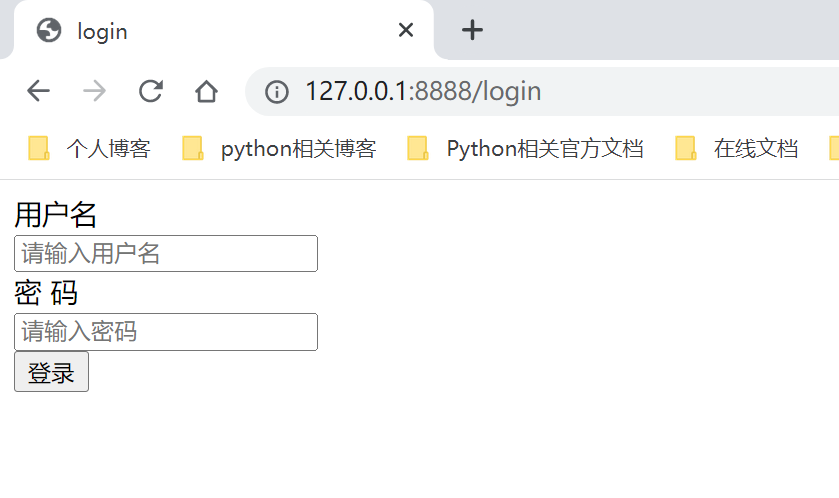 login
127.0.0.1:8888/login
个人博客 python相关博客 Python相关官方文档 在线文档
用户名
请输入用户名
密 码
请输入密码
登录